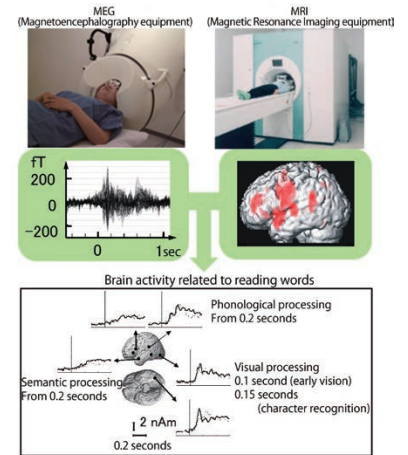 MEG
(Magnetoencephalography equipment)
MRI
(Magnetic Resonance Imaging equipment)
fT
200
0
-200
0
1sec
Brain activity related to reading words
Phonological processing
From 0.2 seconds
Semantic processing
From 0.2 seconds
Visual processing
0.1 second (early vision)
0.15 seconds
(character recognition)
2 nAm
0.2 seconds